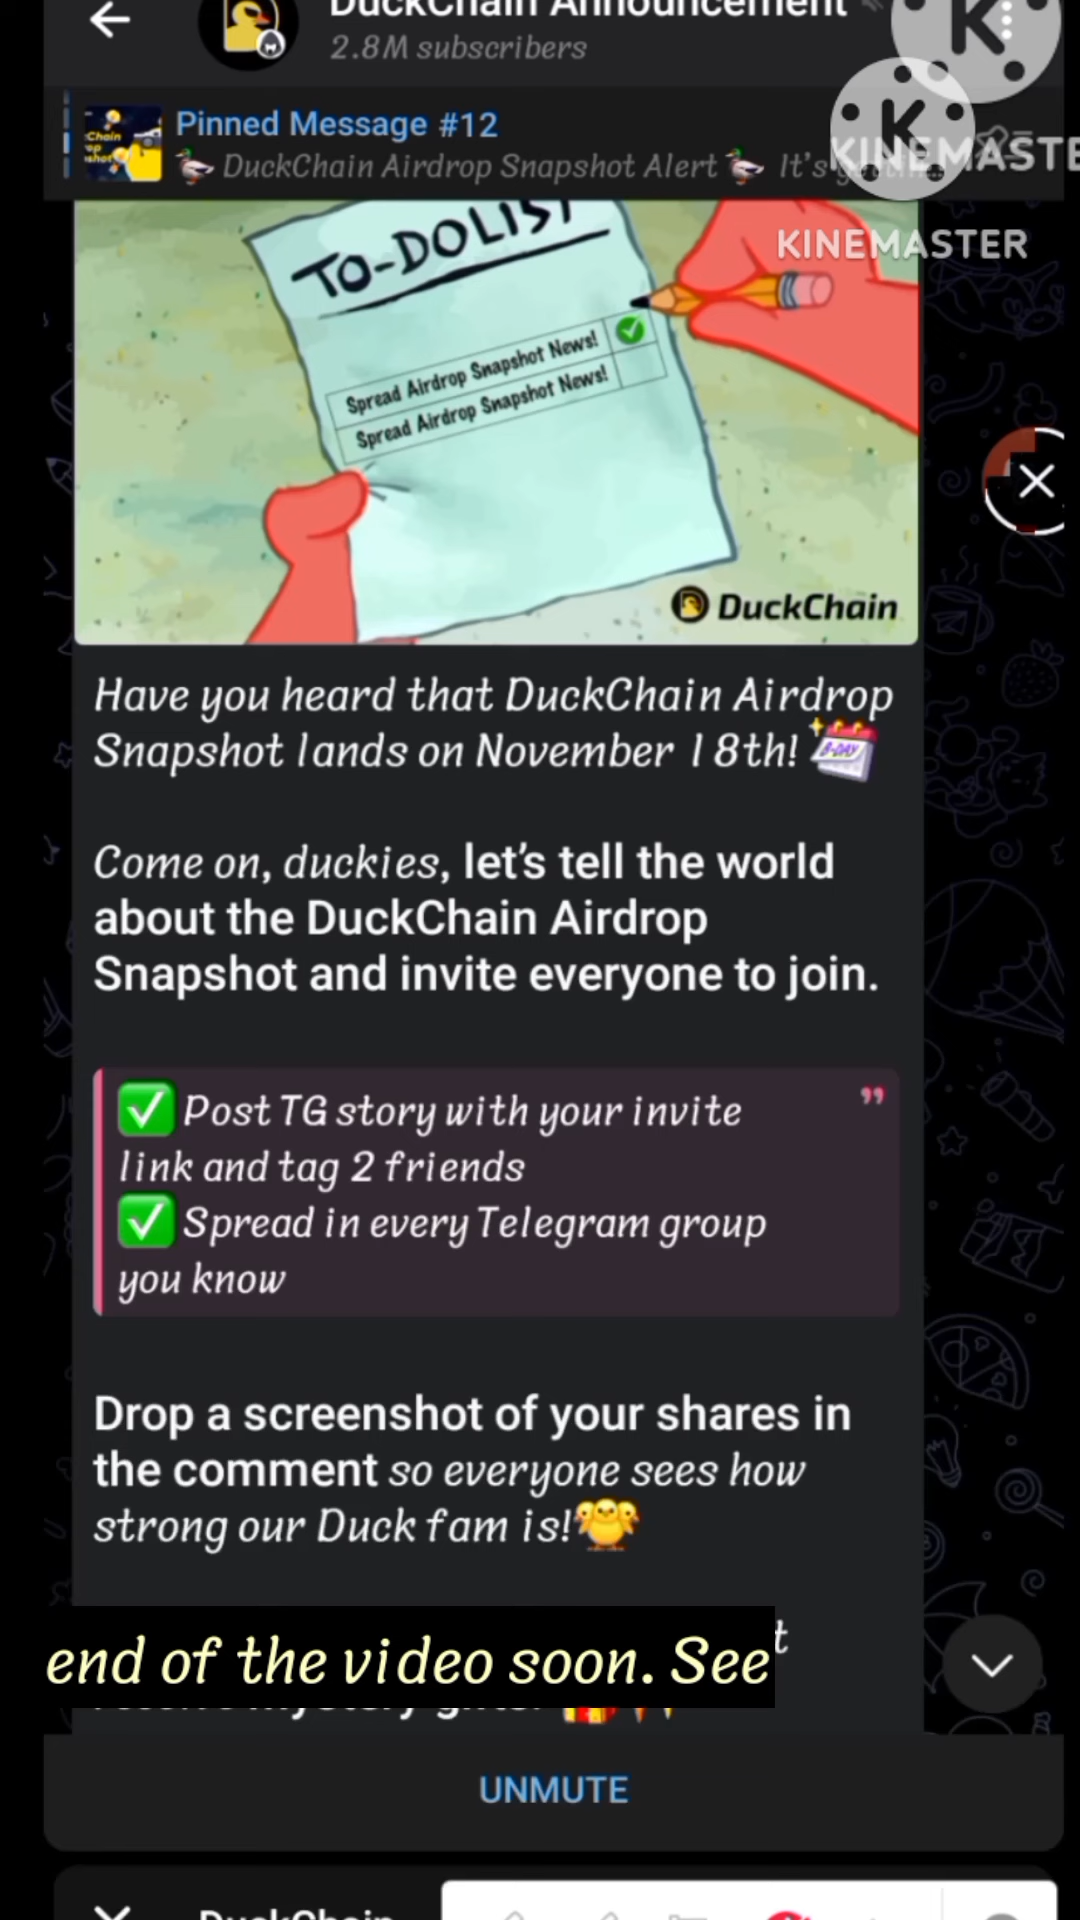 DuckChain Announcement
2.8M subscribers
Pinned Message #12
DuckChain Airdrop Snapshot Alert 🦆 It's
KINEMASTER
KINEMASTER
TO-DO LIST
Spread Airdrop Snapshot News!
Spread Airdrop Snapshot News!
DuckChain
Have you heard that DuckChain Airdrop
Snapshot lands on November 18th!
Come on, duckies, let's tell the world
about the DuckChain Airdrop
Snapshot and invite everyone to join.
✅ Post TG story with your invite
link and tag 2 friends
✅ Spread in every Telegram group
you know
Drop a screenshot of your shares in
the comment so everyone sees how
strong our Duck fam is!
end of the video soon. See
UNMUTE
DuckChain